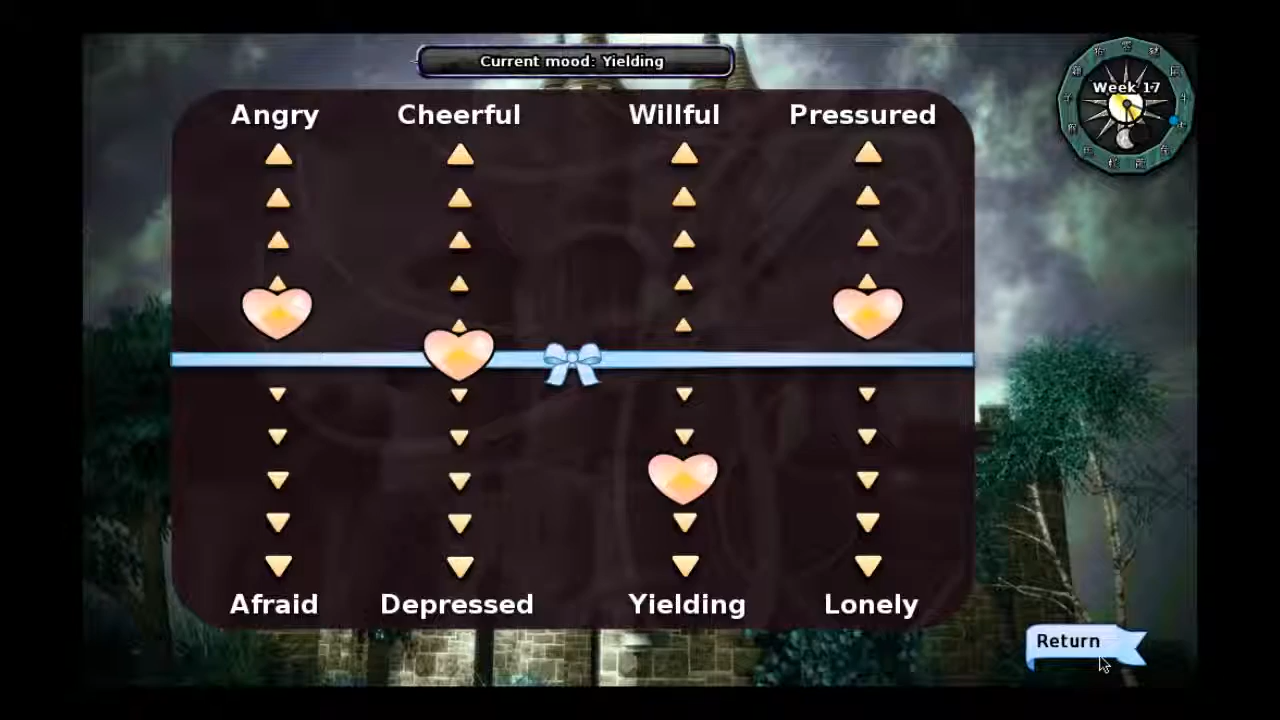 Current mood: Yielding
Week 17
Angry
Cheerful
Willful
Pressured
Afraid
Depressed
Yielding
Lonely
Return